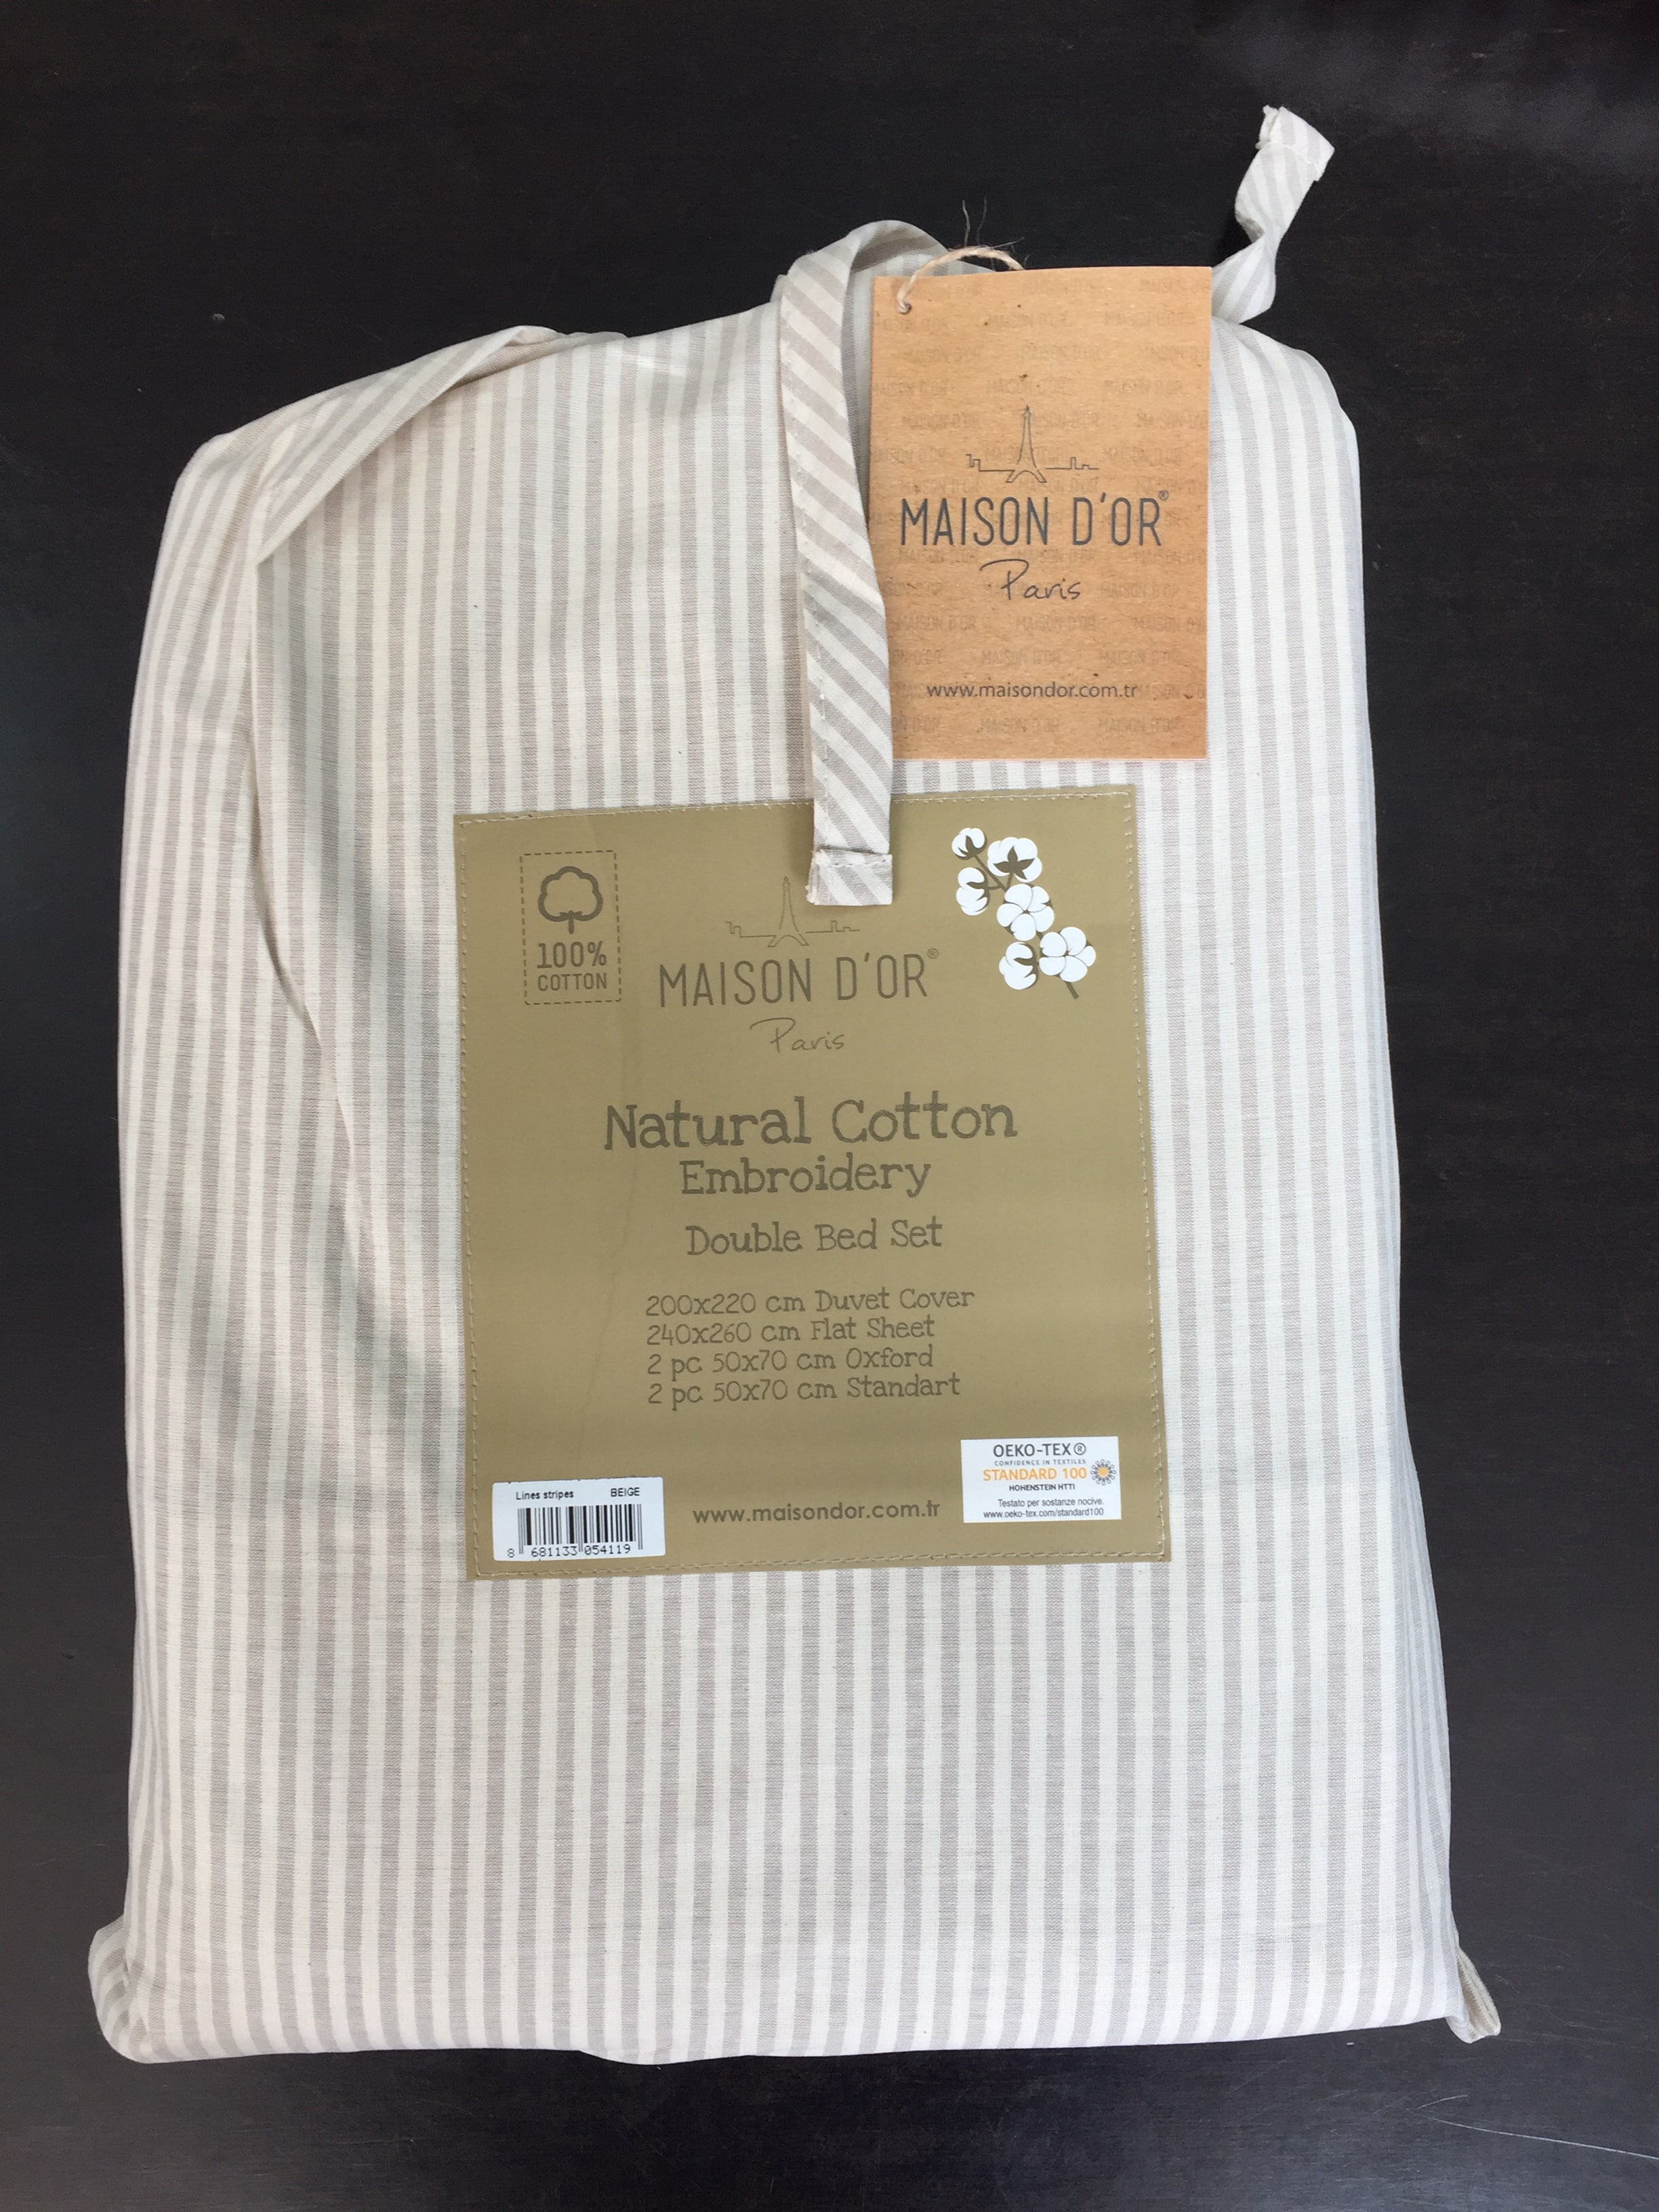 MAISON D'OR®
Paris
www.maisondor.com.tr
100%
COTTON
MAISON D'OR®
Paris
Natural Cotton
Embroidery
Double Bed Set
200x220 cm Duvet Cover
240x260 cm Flat Sheet
2 pc 50x70 cm Oxford
2 pc 50x70 cm Standart
OEKO-TEX®
CONFIDENCE IN TEXTILES
STANDARD 100
HOHENSTEIN HTTI
Testato per sostanze nocive.
www.oeko-tex.com/standard100
Lines stripes BEIGE
8 681133 054119
www.maisondor.com.tr